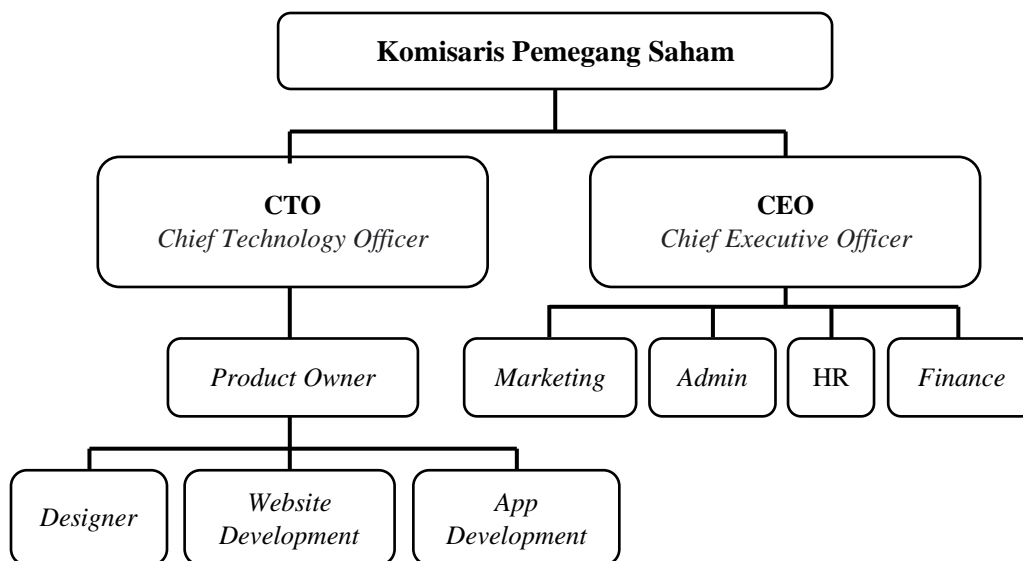 Komisaris Pemegang Saham
CTO
Chief Technology Officer
CEO
Chief Executive Officer
Product Owner
Marketing
Admin
HR
Finance
Designer
Website
Development
App
Development